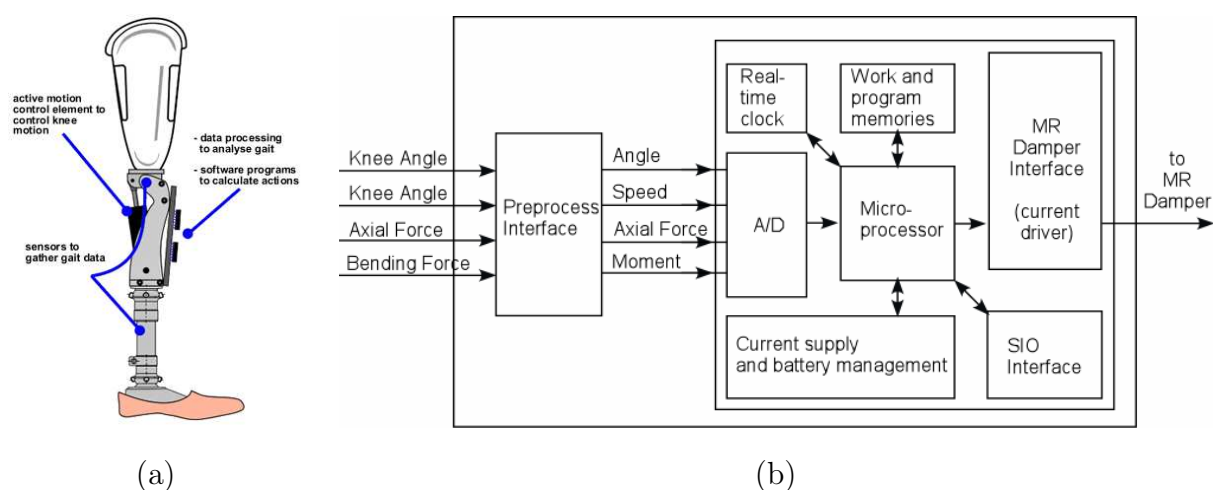 active motion
control element to
control knee
motion
- data processing
to analyse gait
- software programs
to calculate actions
sensors to
gather gait data
(a)
Knee Angle
Knee Angle
Axial Force
Bending Force
Preprocess
Interface
Angle
Speed
Axial Force
Moment
A/D
Real-
time
clock
Work and
program
memories
Micro-
processor
MR
Damper
Interface
(current
driver)
to
MR
Damper
Current supply
and battery management
SIO
Interface
(b)